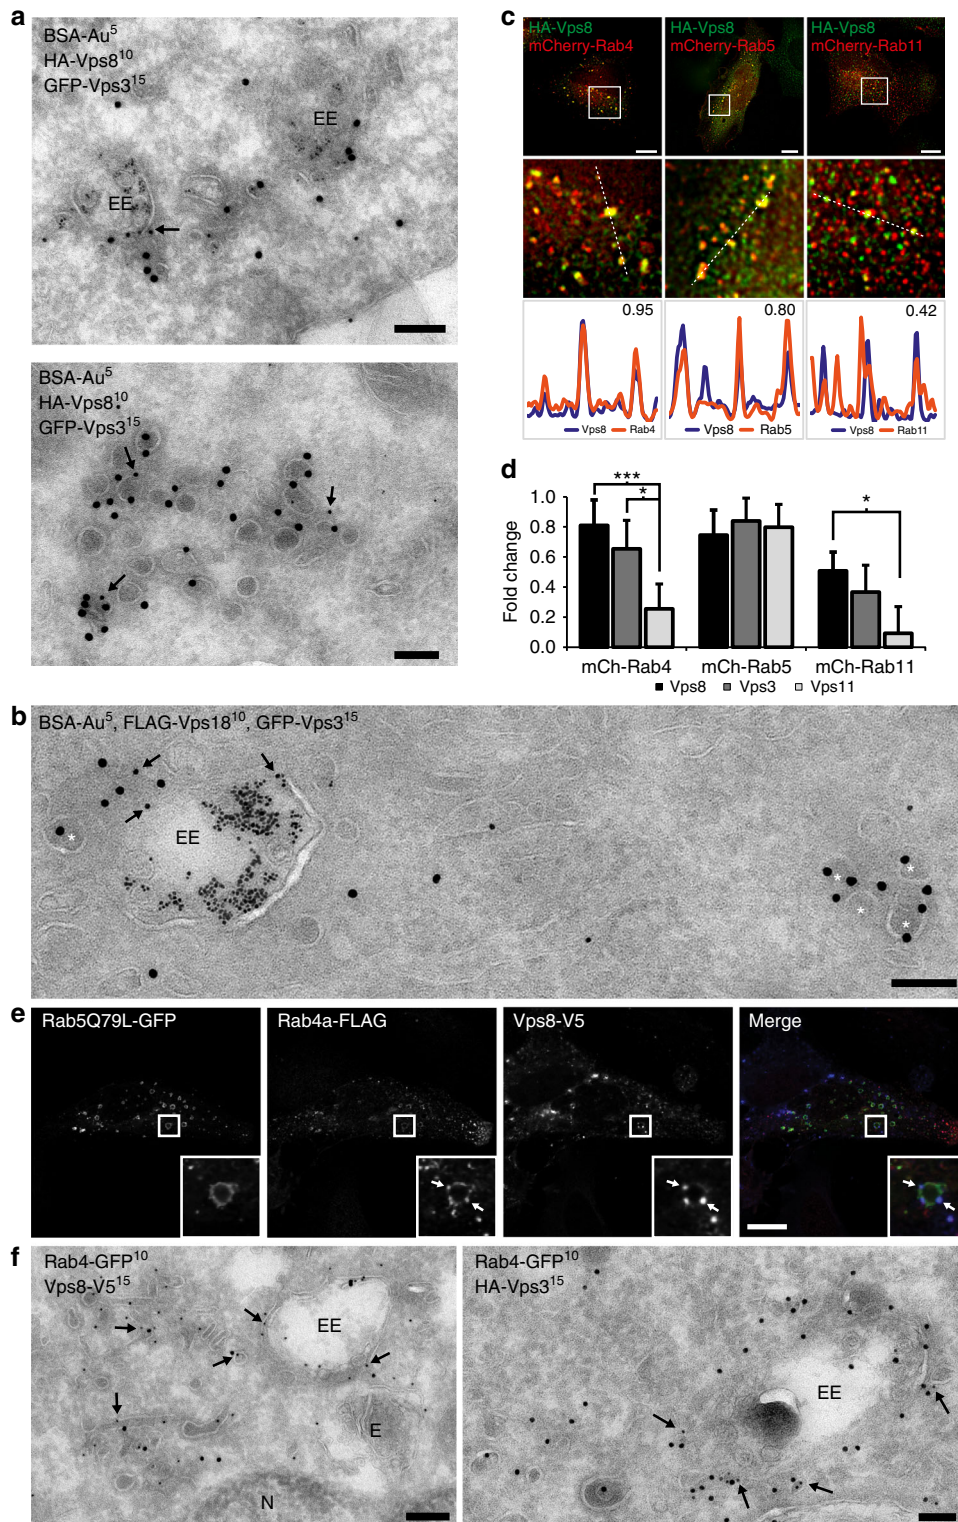 a
BSA-Au5
HA-Vps810
GFP-Vps315
EE
EE
BSA-Au5
HA-Vps810
GFP-Vps315
c
HA-Vps8
mCherry-Rab4
HA-Vps8
mCherry-Rab5
HA-Vps8
mCherry-Rab11
0.95
0.80
0.42
Vps8 Rab4
Vps8 Rab5
Vps8 Rab11
d
Fold change
1.0
0.8
0.6
0.4
0.2
0.0
***
*
*
mCh-Rab4
mCh-Rab5
mCh-Rab11
Vps8 Vps3 Vps11
b
BSA-Au5, FLAG-Vps1810, GFP-Vps315
EE
*
*
*
*
*
e
Rab5Q79L-GFP
Rab4a-FLAG
Vps8-V5
Merge
f
Rab4-GFP10
Vps8-V515
EE
E
N
Rab4-GFP10
HA-Vps315
EE